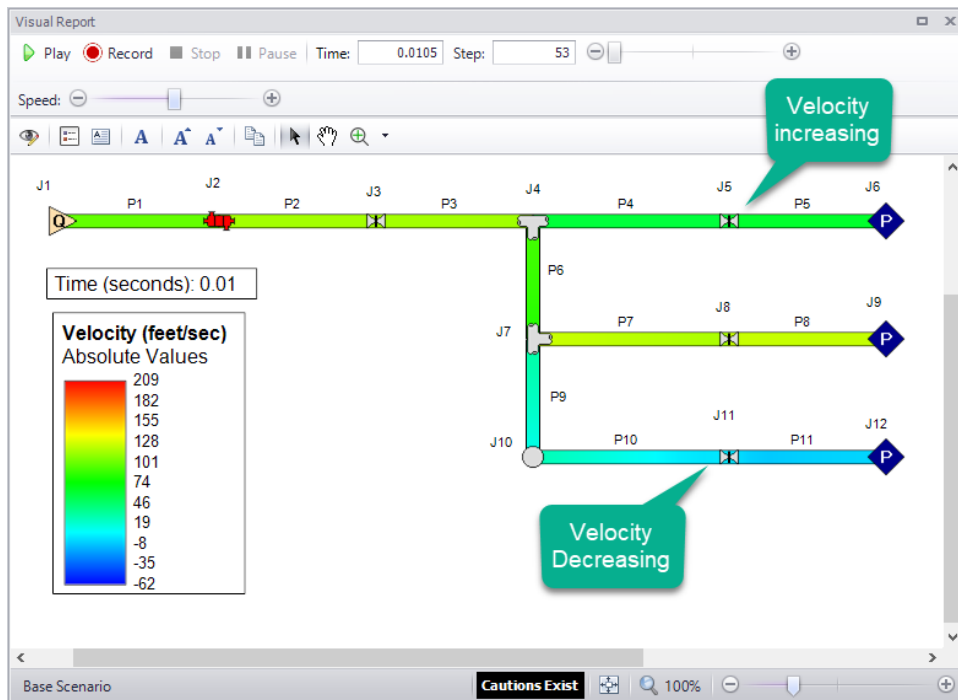 Visual Report
Play Record Stop Pause Time: 0.0105 Step: 53
Speed:
A A A
Velocity
increasing
J1 J2 J3 J4 J5 J6
P1 P2 P3 P4 P5
Q P
Time (seconds): 0.01
P6
Velocity (feet/sec)
Absolute Values
209
182
155
128
101
74
46
19
-8
-35
-62
J7 P7 J8 P8 J9
P
P9
J10 P10 J11 P11 J12
P
Velocity
Decreasing
Base Scenario Cautions Exist 100%